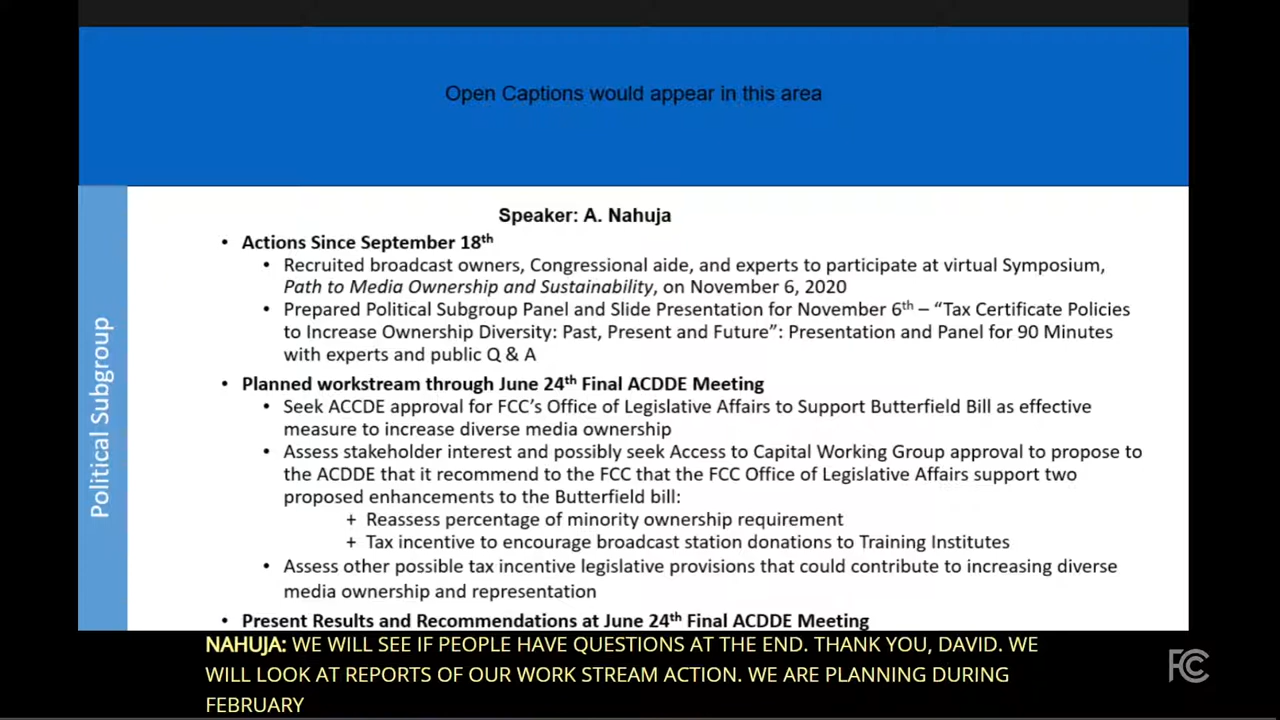 Open Captions would appear in this area
Speaker: A. Nahuja
• Actions Since September 18th
• Recruited broadcast owners, Congressional aide, and experts to participate at virtual Symposium,
Path to Media Ownership and Sustainability, on November 6, 2020
• Prepared Political Subgroup Panel and Slide Presentation for November 6th – “Tax Certificate Policies
to Increase Ownership Diversity: Past, Present and Future”: Presentation and Panel for 90 Minutes
with experts and public Q & A
• Planned workstream through June 24th Final ACDDE Meeting
• Seek ACCDE approval for FCC’s Office of Legislative Affairs to Support Butterfield Bill as effective
measure to increase diverse media ownership
• Assess stakeholder interest and possibly seek Access to Capital Working Group approval to propose to
the ACDDE that it recommend to the FCC that the FCC Office of Legislative Affairs support two
proposed enhancements to the Butterfield bill:
+ Reassess percentage of minority ownership requirement
+ Tax incentive to encourage broadcast station donations to Training Institutes
• Assess other possible tax incentive legislative provisions that could contribute to increasing diverse
media ownership and representation
• Present Results and Recommendations at June 24th Final ACDDE Meeting
Political Subgroup
NAHUJA: WE WILL SEE IF PEOPLE HAVE QUESTIONS AT THE END. THANK YOU, DAVID. WE
WILL LOOK AT REPORTS OF OUR WORK STREAM ACTION. WE ARE PLANNING DURING
FEBRUARY
FCC